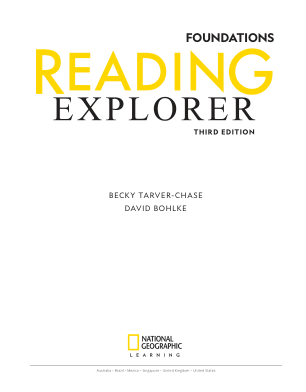 FOUNDATIONS
READING
EXPLORER
THIRD EDITION
BECKY TARVER-CHASE
DAVID BOHLKE
NATIONAL
GEOGRAPHIC
LEARNING
Australia • Brazil • Mexico • Singapore • United Kingdom • United States